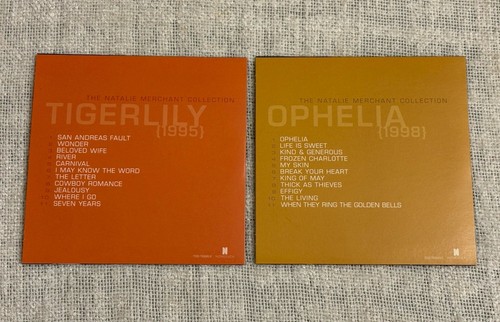 THE NATALIE MERCHANT COLLECTION
TIGERLILY
{1995}
SAN ANDREAS FAULT
WONDER
BELOVED WIFE
RIVER
CARNIVAL
I MAY KNOW THE WORD
THE LETTER
COWBOY ROMANCE
JEALOUSY
WHERE I GO
SEVEN YEARS
THE NATALIE MERCHANT COLLECTION
OPHELIA
{1998}
OPHELIA
LIFE IS SWEET
KIND & GENEROUS
FROZEN CHARLOTTE
MY SKIN
BREAK YOUR HEART
KING OF MAY
THICK AS THIEVES
EFFIGY
THE LIVING
WHEN THEY RING THE GOLDEN BELLS